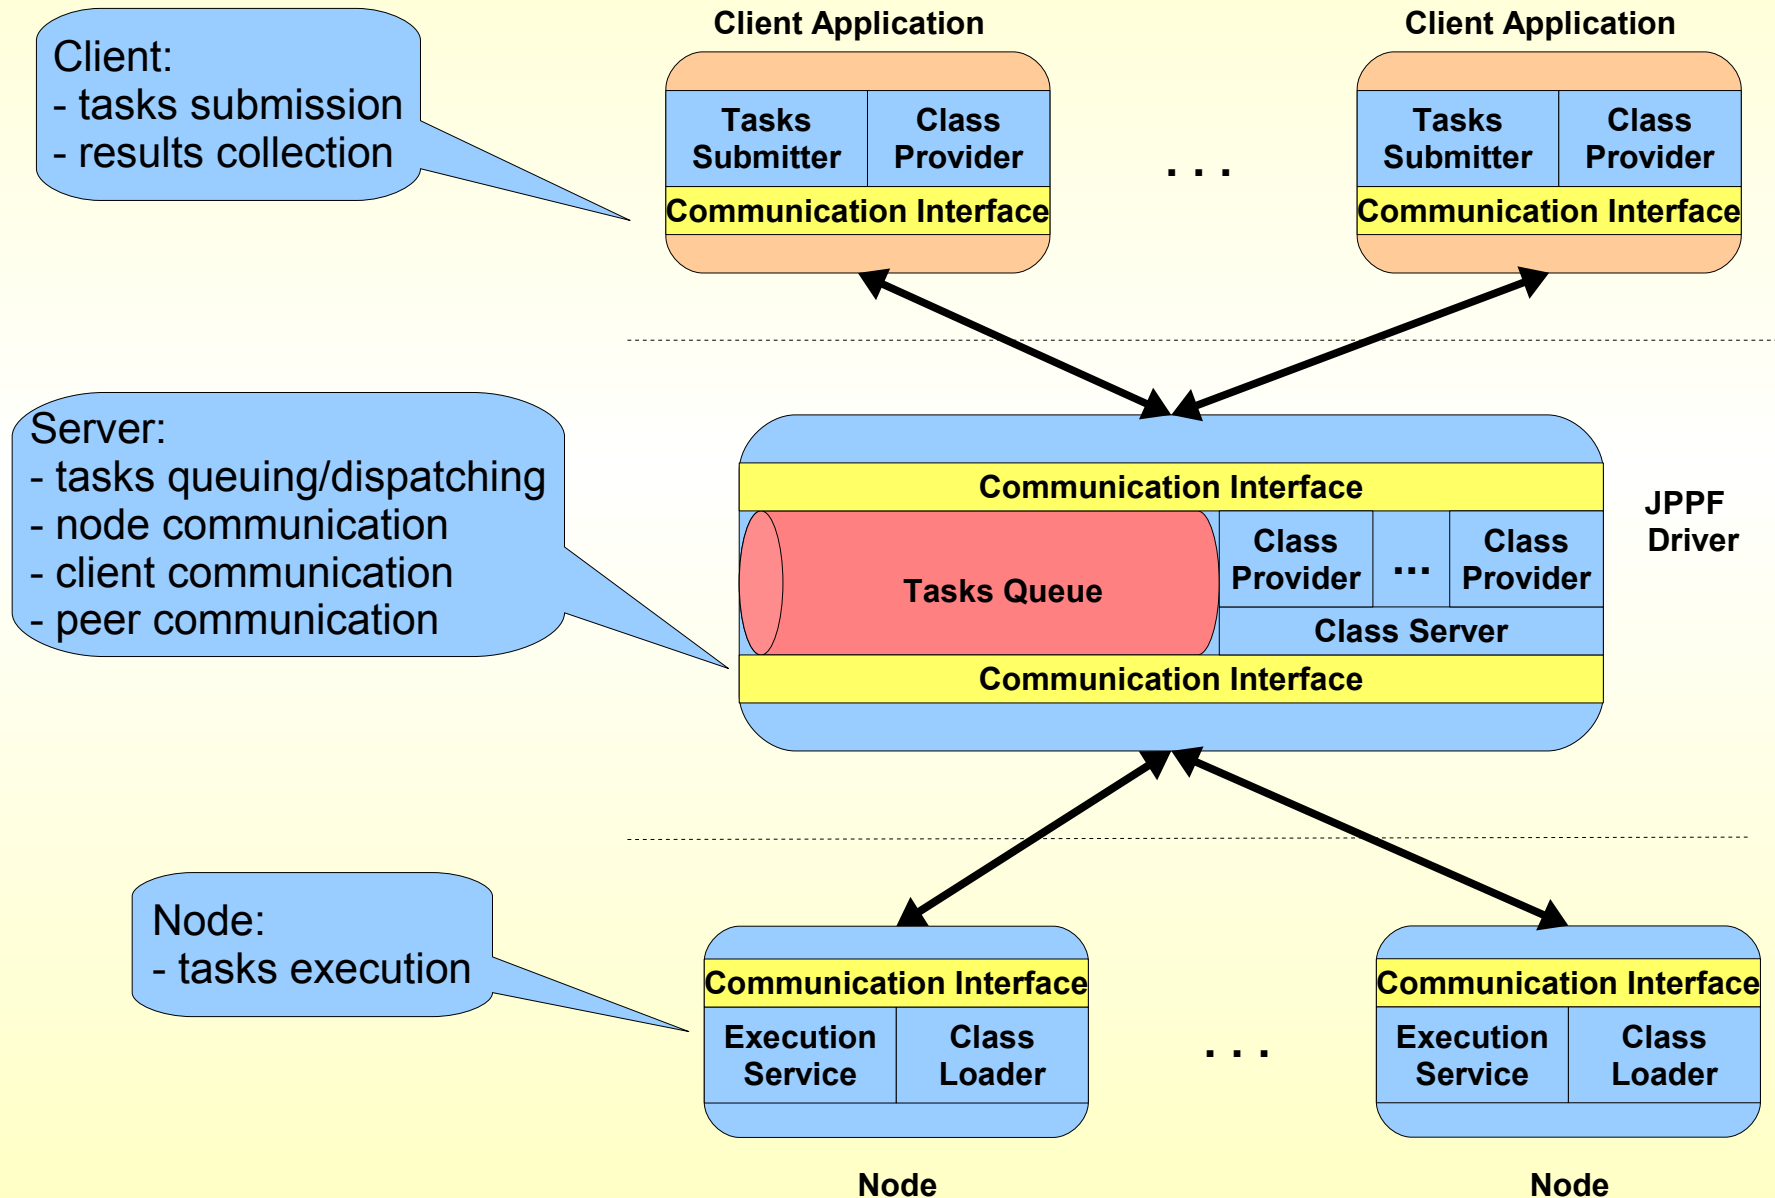 Client Application
Client Application
Client:
- tasks submission
- results collection
Tasks
Submitter
Class
Provider
Communication Interface
. . .
Tasks
Submitter
Class
Provider
Communication Interface
Server:
- tasks queuing/dispatching
- node communication
- client communication
- peer communication
Communication Interface
Tasks Queue
Class
Provider
...
Class
Provider
Class Server
Communication Interface
JPPF
Driver
Node:
- tasks execution
Communication Interface
Execution
Service
Class
Loader
. . .
Communication Interface
Execution
Service
Class
Loader
Node
Node